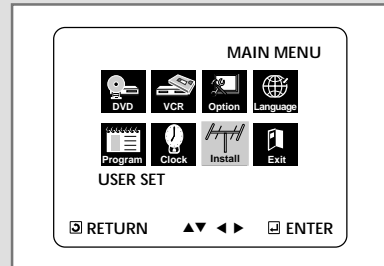 MAIN MENU
DVD VCR Option Language
Program Clock Install Exit
USER SET
RETURN ▲▼ ◄ ► ENTER